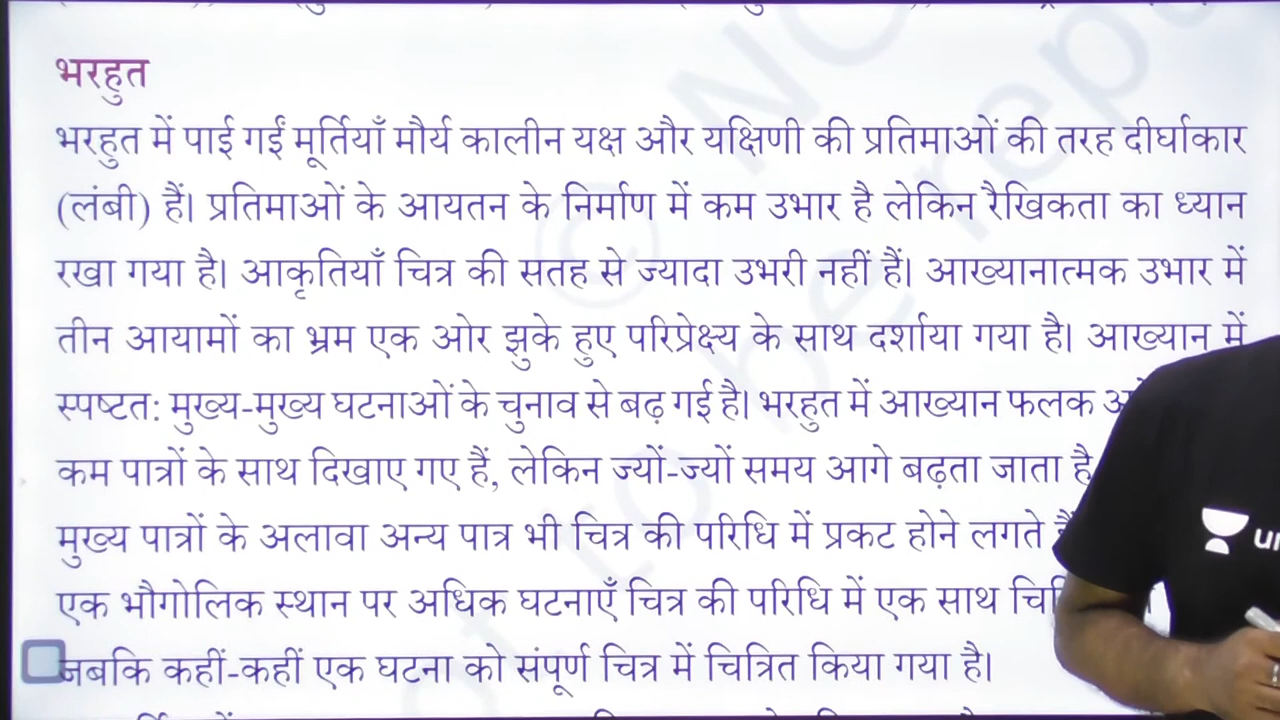 भरहुत
भरहुत में पाई गईं मूर्तियाँ मौर्य कालीन यक्ष और यक्षिणी की प्रतिमाओं की तरह दीर्घाकार
(लंबी) हैं। प्रतिमाओं के आयतन के निर्माण में कम उभार है लेकिन रैखिकता का ध्यान
रखा गया है। आकृतियाँ चित्र की सतह से ज्यादा उभरी नहीं हैं। आख्यानात्मक उभार में
तीन आयामों का भ्रम एक ओर झुके हुए परिप्रेक्ष्य के साथ दर्शाया गया है। आख्यान में
स्पष्टत: मुख्य-मुख्य घटनाओं के चुनाव से बढ़ गई है। भरहुत में आख्यान फलक
कम पात्रों के साथ दिखाए गए हैं, लेकिन ज्यों-ज्यों समय आगे बढ़ता जाता है
मुख्य पात्रों के अलावा अन्य पात्र भी चित्र की परिधि में प्रकट होने लगते
एक भौगोलिक स्थान पर अधिक घटनाएँ चित्र की परिधि में एक साथ
जबकि कहीं-कहीं एक घटना को संपूर्ण चित्र में चित्रित किया गया है।